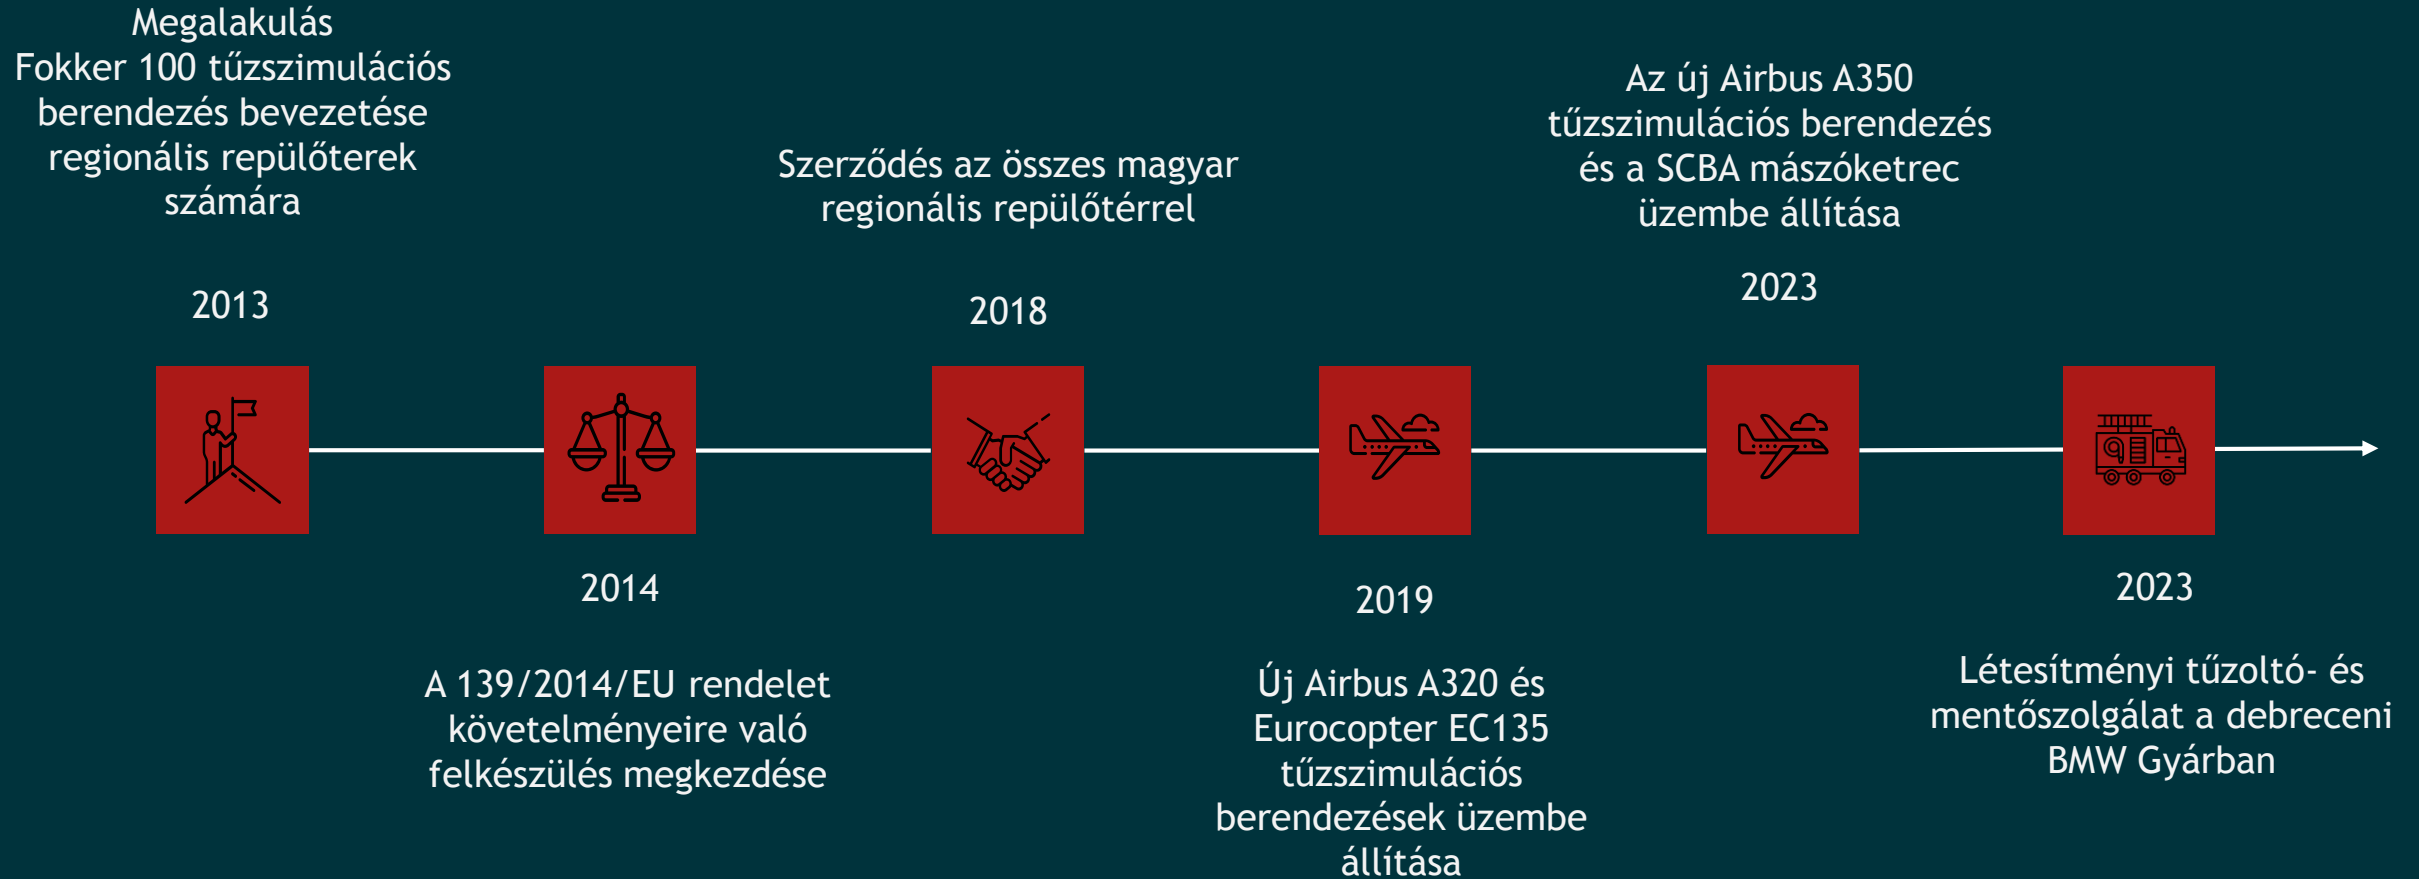 Megalakulás
Fokker 100 tűzszimulációs
berendezés bevezetése
regionális repülőterek
számára
2013
2014
A 139/2014/EU rendelet
követelményeire való
felkészülés megkezdése
Szerződés az összes magyar
regionális repülőtérrel
2018
2019
Új Airbus A320 és
Eurocopter EC135
tűzszimulációs
berendezések üzembe
állítása
Az új Airbus A350
tűzszimulációs berendezés
és a SCBA mászóketrec
üzembe állítása
2023
2023
Létesítményi tűzoltó- és
mentőszolgálat a debreceni
BMW Gyárban